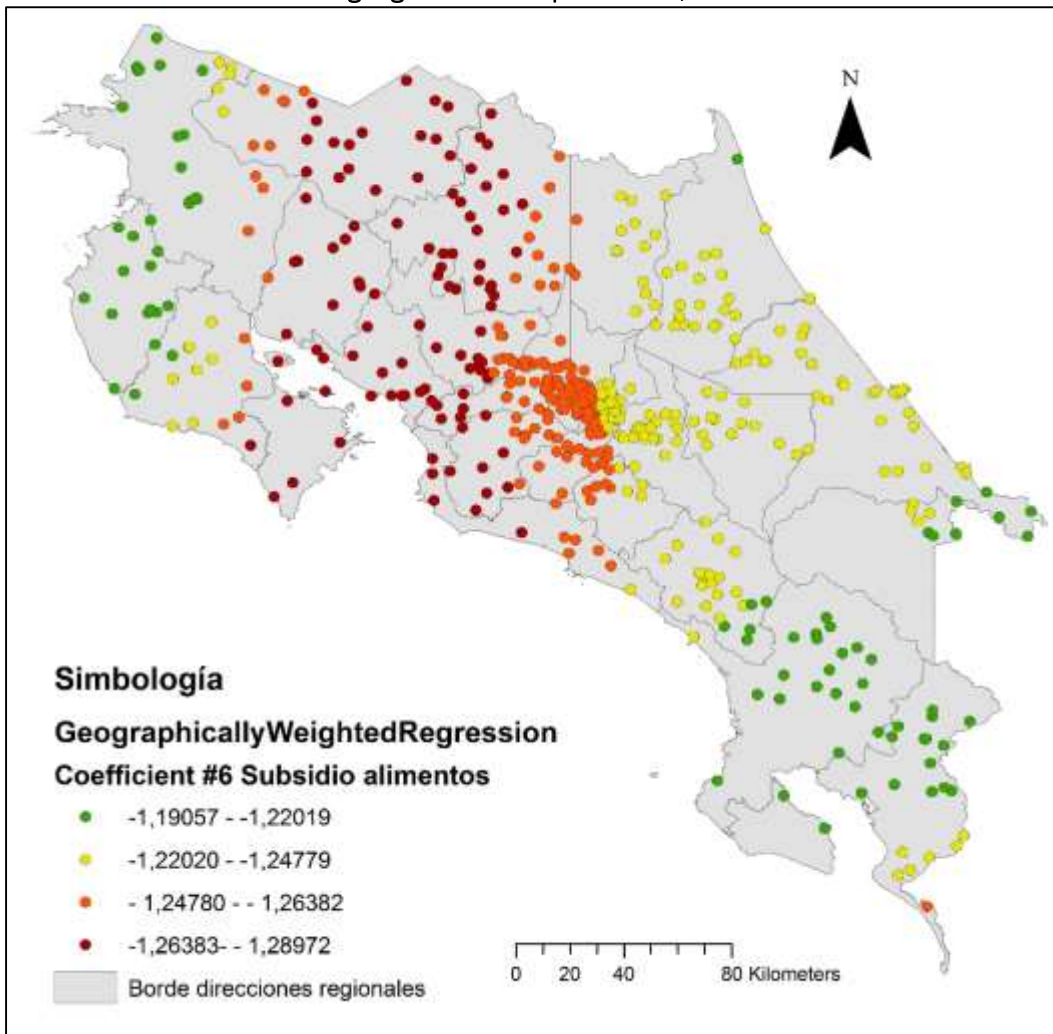 N
Simbología
GeographicallyWeightedRegression
Coefficient #6 Subsidio alimentos
-1,19057 - -1,22019
-1,22020 - -1,24779
- 1,24780 - - 1,26382
-1,26383- - 1,28972
Borde direcciones regionales
0 20 40 80 Kilometers